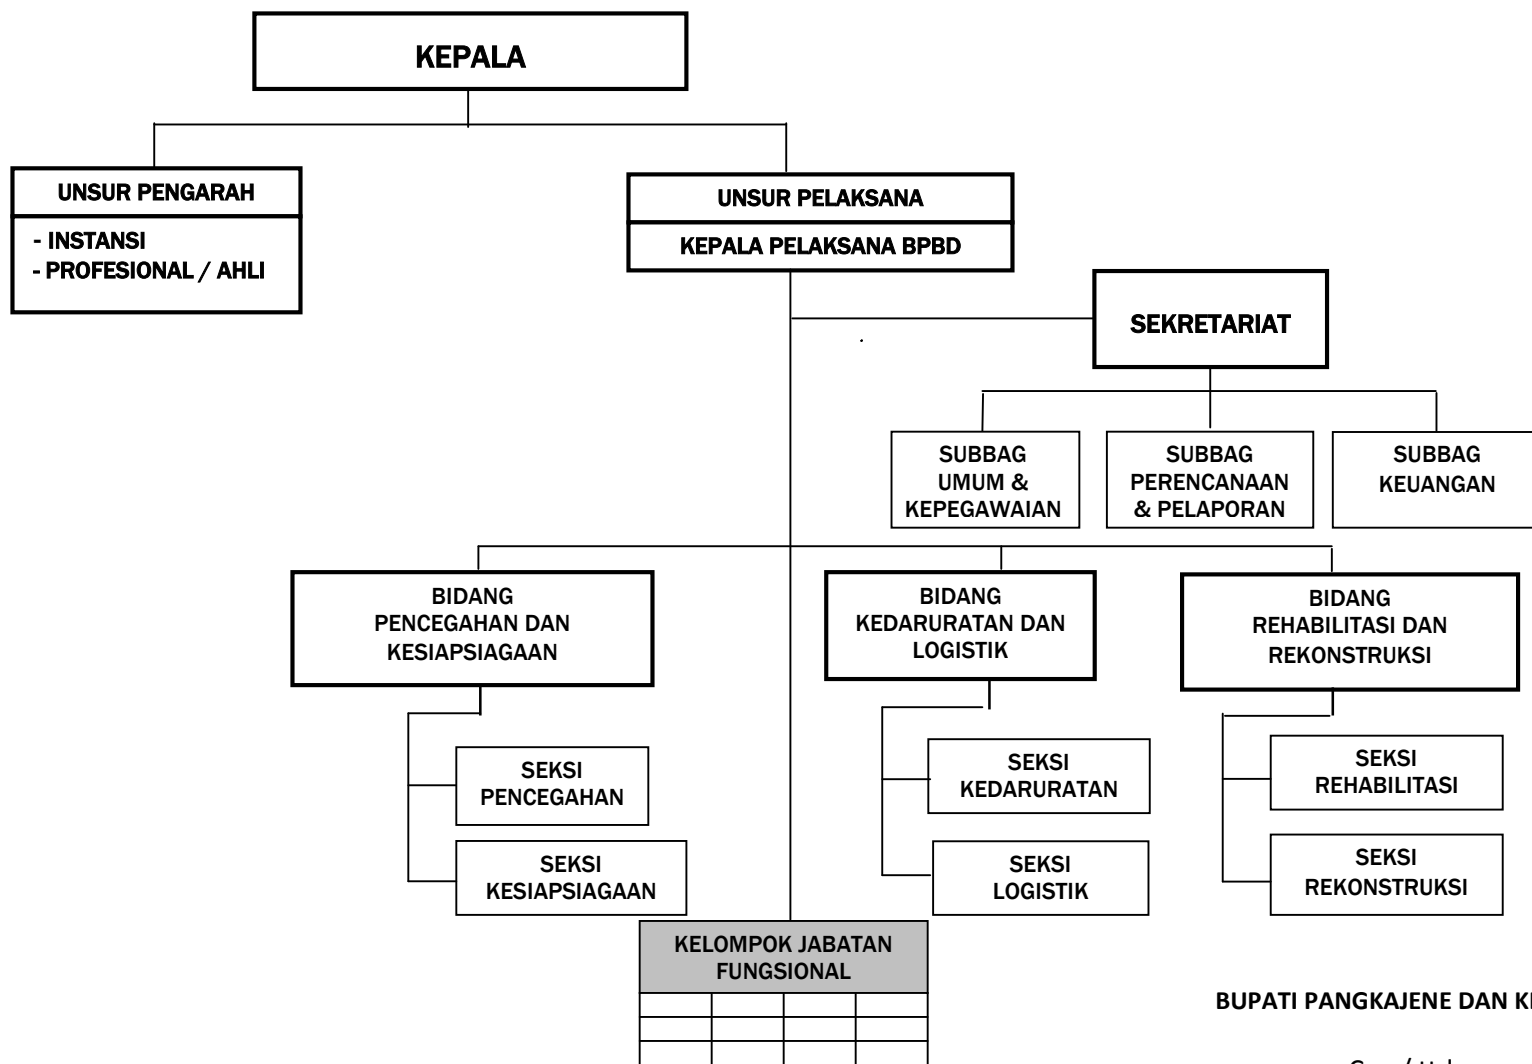 KEPALA
UNSUR PENGARAH
- INSTANSI
- PROFESIONAL / AHLI
UNSUR PELAKSANA
KEPALA PELAKSANA BPBD
SEKRETARIAT
SUBBAG
UMUM &
KEPEGAWAIAN
SUBBAG
PERENCANAAN
& PELAPORAN
SUBBAG
KEUANGAN
BIDANG
PENCEGAHAN DAN
KESIAPSIAGAAN
BIDANG
KEDARURATAN DAN
LOGISTIK
BIDANG
REHABILITASI DAN
REKONSTRUKSI
SEKSI
PENCEGAHAN
SEKSI
KESIAPSIAGAAN
SEKSI
KEDARURATAN
SEKSI
LOGISTIK
SEKSI
REHABILITASI
SEKSI
REKONSTRUKSI
KELOMPOK JABATAN
FUNGSIONAL
BUPATI PANGKAJENE DAN